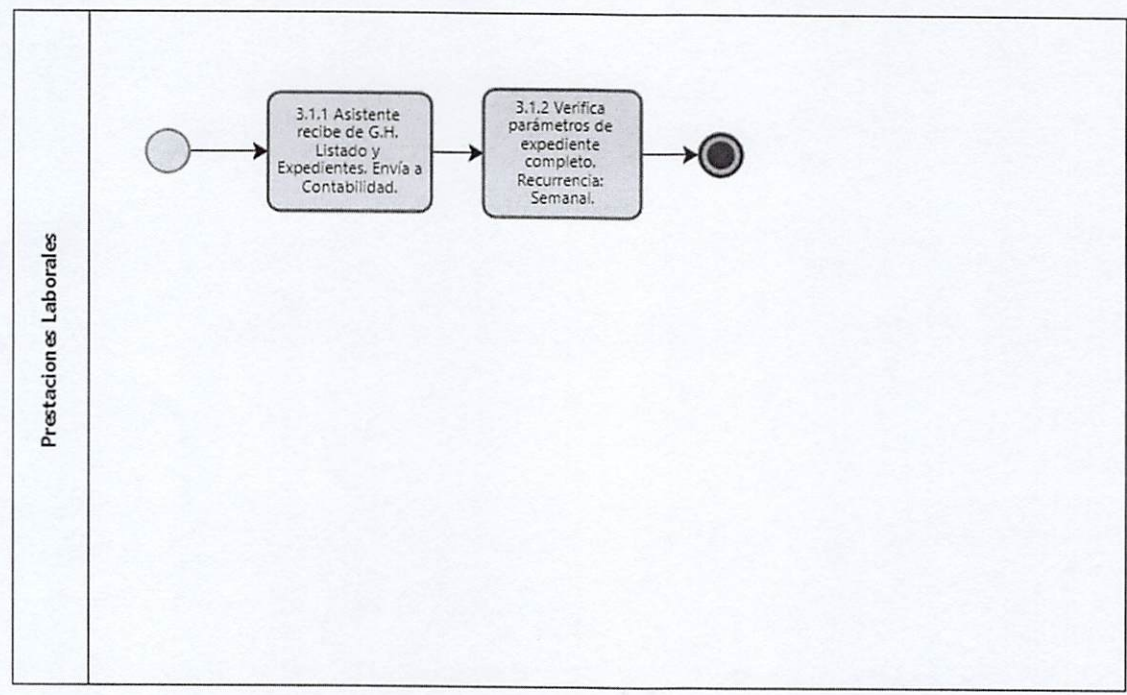 Prestaciones Laborales
3.1.1 Asistente
recibe de G.H.
Listado y
Expedientes. Envía a
Contabilidad.
3.1.2 Verifica
parámetros de
expediente
completo.
Recurrencia:
Semanal.